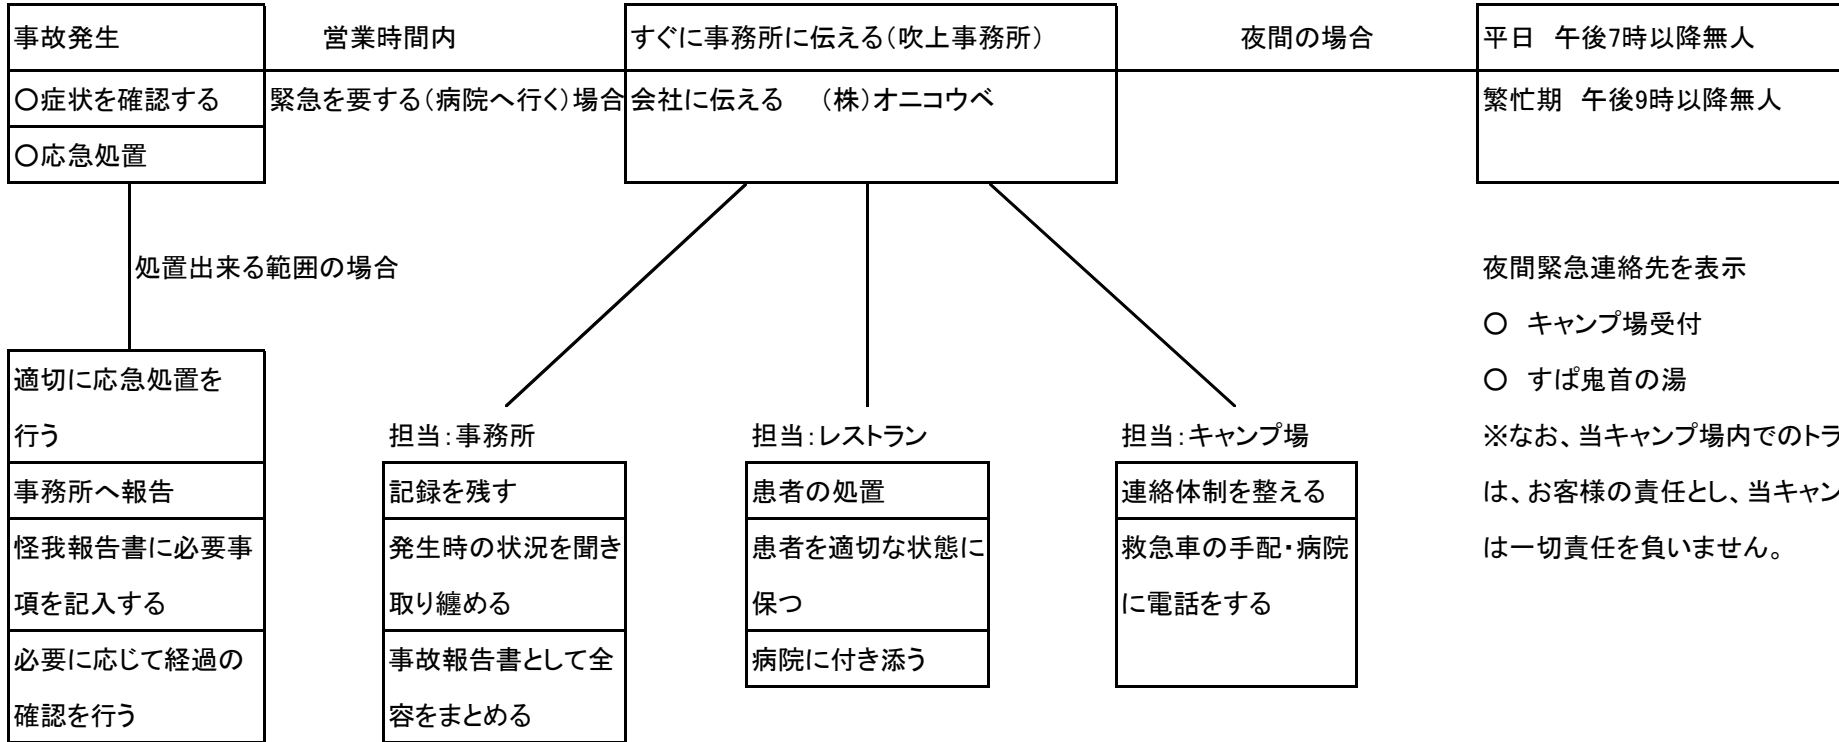 事故発生
営業時間内
すぐに事務所に伝える（吹上事務所）
夜間の場合
平日　午後7時以降無人
〇症状を確認する
緊急を要する（病院へ行く）場合
会社に伝える　（株）オニコウベ
繁忙期　午後9時以降無人
〇応急処置
処置出来る範囲の場合
適切に応急処置を
行う
事務所へ報告
怪我報告書に必要事
項を記入する
必要に応じて経過の
確認を行う
担当：事務所
記録を残す
発生時の状況を聞き
取り纏める
事故報告書として全
容をまとめる
担当：レストラン
患者の処置
患者を適切な状態に
保つ
病院に付き添う
担当：キャンプ場
連絡体制を整える
救急車の手配・病院
に電話をする
夜間緊急連絡先を表示
〇　キャンプ場受付
〇　すぱ鬼首の湯
※なお、当キャンプ場内でのトラ
は、お客様の責任とし、当キャン
は一切責任を負いません。